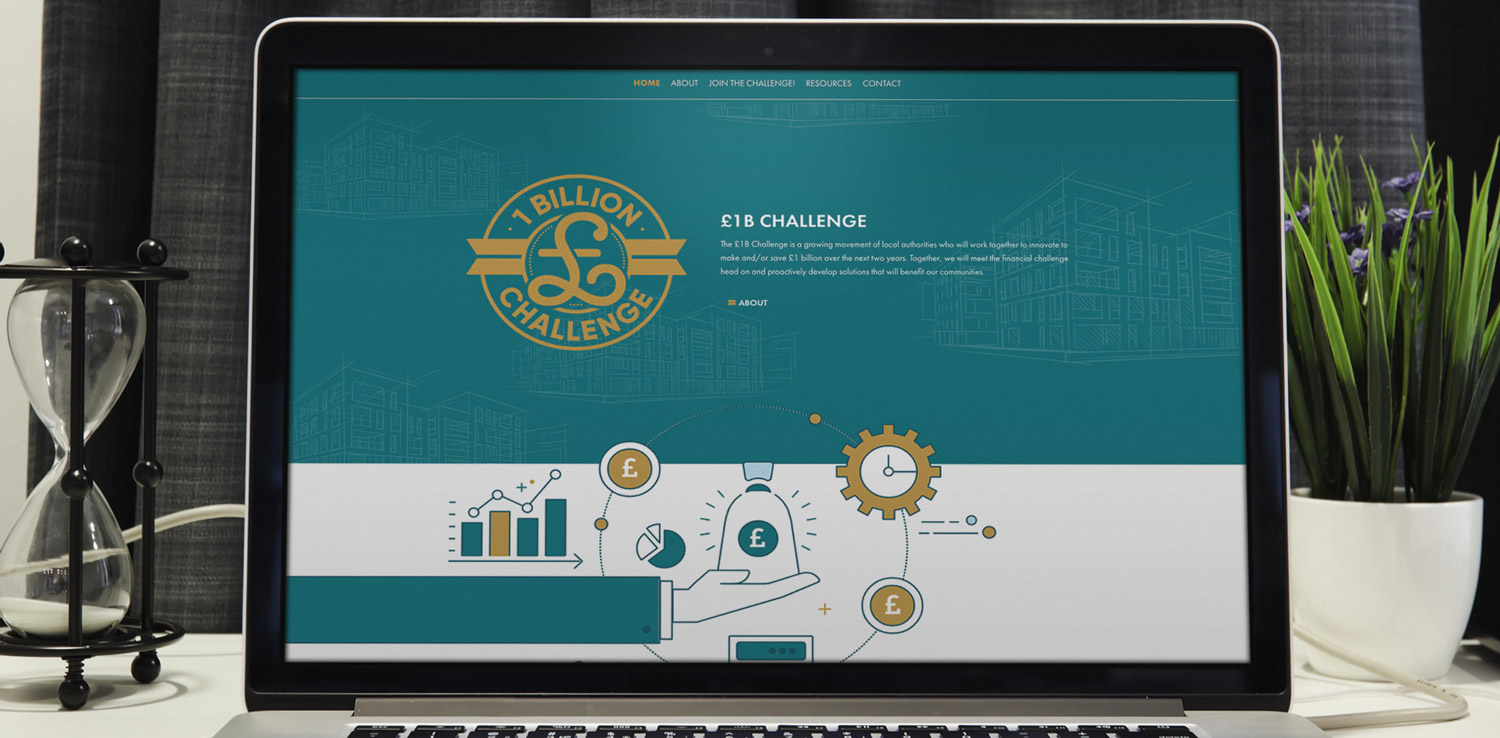 HOME ABOUT JOIN THE CHALLENGE! RESOURCES CONTACT
· 1 BILLION ·
£
CHALLENGE
£1B CHALLENGE
The £1B Challenge is a growing movement of local authorities who will work together to innovate to
make and/or save £1 billion over the next two years. Together, we will meet the financial challenge
head on and proactively develop solutions that will benefit our communities.
ABOUT
£
£
£